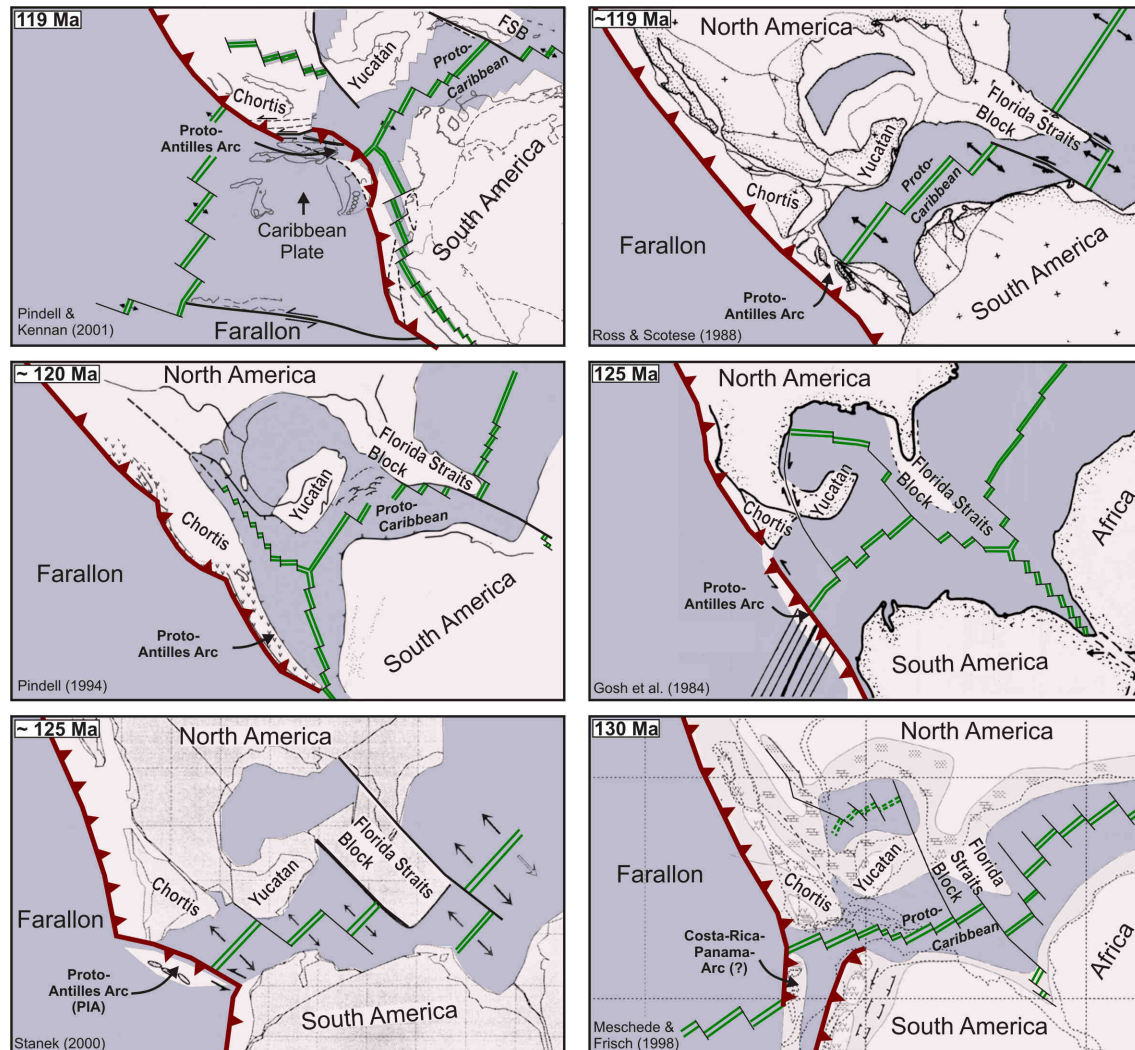 119 Ma
FSB
Yucatan
Proto-
Caribbean
Chortis
Proto-
Antilles Arc
South America
Caribbean
Plate
Pindell &
Kennan (2001)
Farallon
~119 Ma
North America
Florida Straits
Block
Yucatan
Proto-
Caribbean
Chortis
Farallon
South America
Proto-
Antilles Arc
Ross & Scotese (1988)
~ 120 Ma
North America
Florida Straits
Block
Yucatan
Proto-
Caribbean
Chortis
Farallon
Proto-
Antilles Arc
South America
Pindell (1994)
125 Ma
North America
Florida Straits
Block
Yucatan
Chortis
Africa
Farallon
Proto-
Antilles Arc
South America
Gosh et al. (1984)
~ 125 Ma
North America
Florida Straits
Block
Yucatan
Chortis
Farallon
Proto-
Antilles Arc
(PIA)
South America
Stanek (2000)
130 Ma
North America
Farallon
Yucatan
Florida
Straits
Block
Chortis
Proto-
Caribbean
Costa-Rica-
Panama-
Arc (?)
Africa
Meschede &
Frisch (1998)
South America